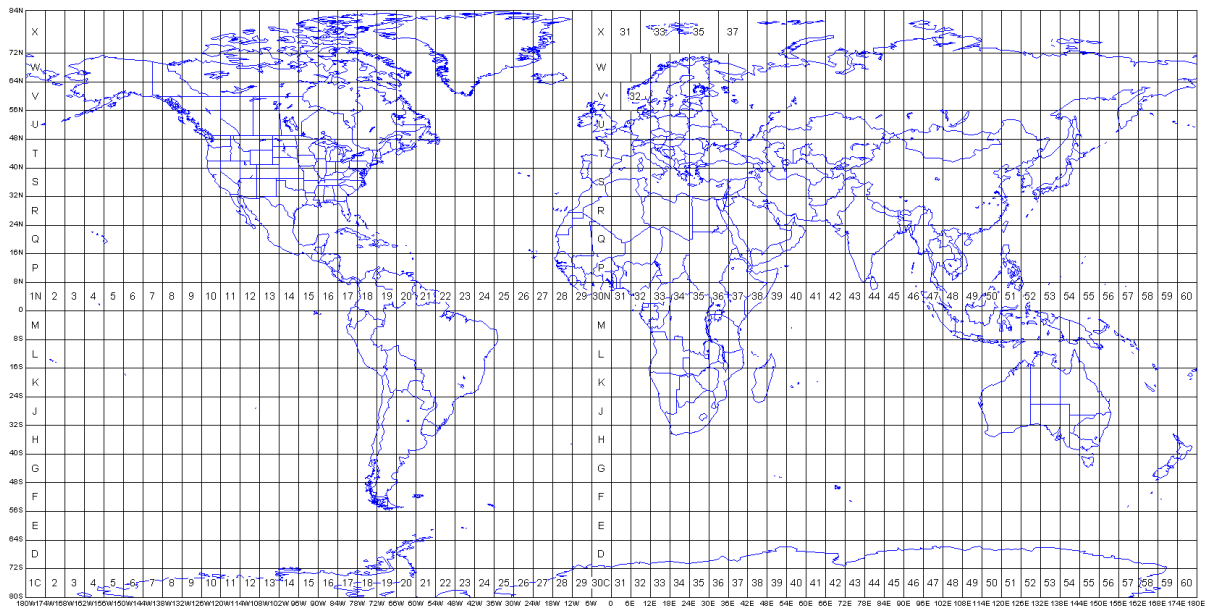 84N
X X 31 33 35 37
72N
W W
64N
V V 32
56N
U U
48N
T T
40N
S S
32N
R R
24N
Q Q
16N
P P
8N
1N 2 3 4 5 6 7 8 9 10 11 12 13 14 15 16 17 18 19 20 21 22 23 24 25 26 27 28 29 30N 31 32 33 34 35 36 37 38 39 40 41 42 43 44 45 46 47 48 49 50 51 52 53 54 55 56 57 58 59 60
0
M M
8S
L L
16S
K K
24S
J J
32S
H H
40S
G G
48S
F F
56S
E E
64S
D D
72S
1C 2 3 4 5 6 7 8 9 10 11 12 13 14 15 16 17 18 19 20 21 22 23 24 25 26 27 28 29 30C 31 32 33 34 35 36 37 38 39 40 41 42 43 44 45 46 47 48 49 50 51 52 53 54 55 56 57 58 59 60
80S
180W 174W 168W 162W 156W 150W 144W 138W 132W 126W 120W 114W 108W 102W 96W 90W 84W 78W 72W 66W 60W 54W 48W 42W 36W 30W 24W 18W 12W 6W 0 6E 12E 18E 24E 30E 36E 42E 48E 54E 60E 66E 72E 78E 84E 90E 96E 102E 108E 114E 120E 126E 132E 138E 144E 150E 156E 162E 168E 174E 180E